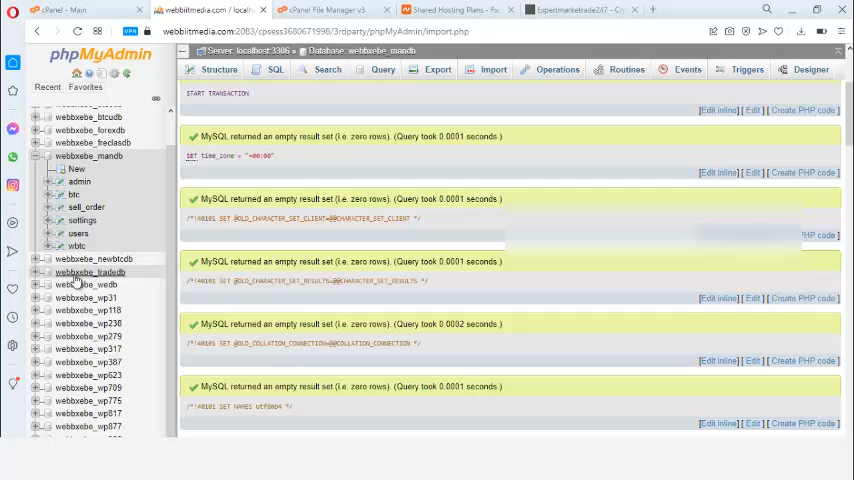 cPanel - Main
webbiitmedia.com / localh
cPanel File Manager v3
Shared Hosting Plans - Fa
Expertmarketrade247 - Cry
VPN
webbiitmedia.com:2083/cpsess3680671998/3rdparty/phpMyAdmin/import.php
phpMyAdmin
Recent
Favorites
webbxebe_btcudb
webbxebe_forexdb
webbxebe_freclasdb
webbxebe_mandb
New
admin
btc
sell_order
settings
users
wbtc
webbxebe_newbtcdb
webbxebe_tradedb
webbxebe_wedb
webbxebe_wp31
webbxebe_wp118
webbxebe_wp238
webbxebe_wp279
webbxebe_wp317
webbxebe_wp387
webbxebe_wp623
webbxebe_wp709
webbxebe_wp775
webbxebe_wp817
webbxebe_wp877
Server: localhost:3306 » Database: webbxebe_mandb
Structure SQL Search Query Export Import Operations Routines Events Triggers Designer
START TRANSACTION
[Edit inline] [ Edit ] [ Create PHP code ]
MySQL returned an empty result set (i.e. zero rows). (Query took 0.0001 seconds.)
SET time_zone = "+00:00"
[Edit inline] [ Edit ] [ Create PHP code ]
MySQL returned an empty result set (i.e. zero rows). (Query took 0.0001 seconds.)
/*!40101 SET @OLD_CHARACTER_SET_CLIENT=@@CHARACTER_SET_CLIENT */
PHP code ]
MySQL returned an empty result set (i.e. zero rows). (Query took 0.0001 seconds.)
/*!40101 SET @OLD_CHARACTER_SET_RESULTS=@@CHARACTER_SET_RESULTS */
[Edit inline] [ Edit ] [ Create PHP code ]
MySQL returned an empty result set (i.e. zero rows). (Query took 0.0002 seconds.)
/*!40101 SET @OLD_COLLATION_CONNECTION=@@COLLATION_CONNECTION */
[Edit inline] [ Edit ] [ Create PHP code ]
MySQL returned an empty result set (i.e. zero rows). (Query took 0.0001 seconds.)
/*!40101 SET NAMES utf8mb4 */
[Edit inline] [ Edit ] [ Create PHP code ]